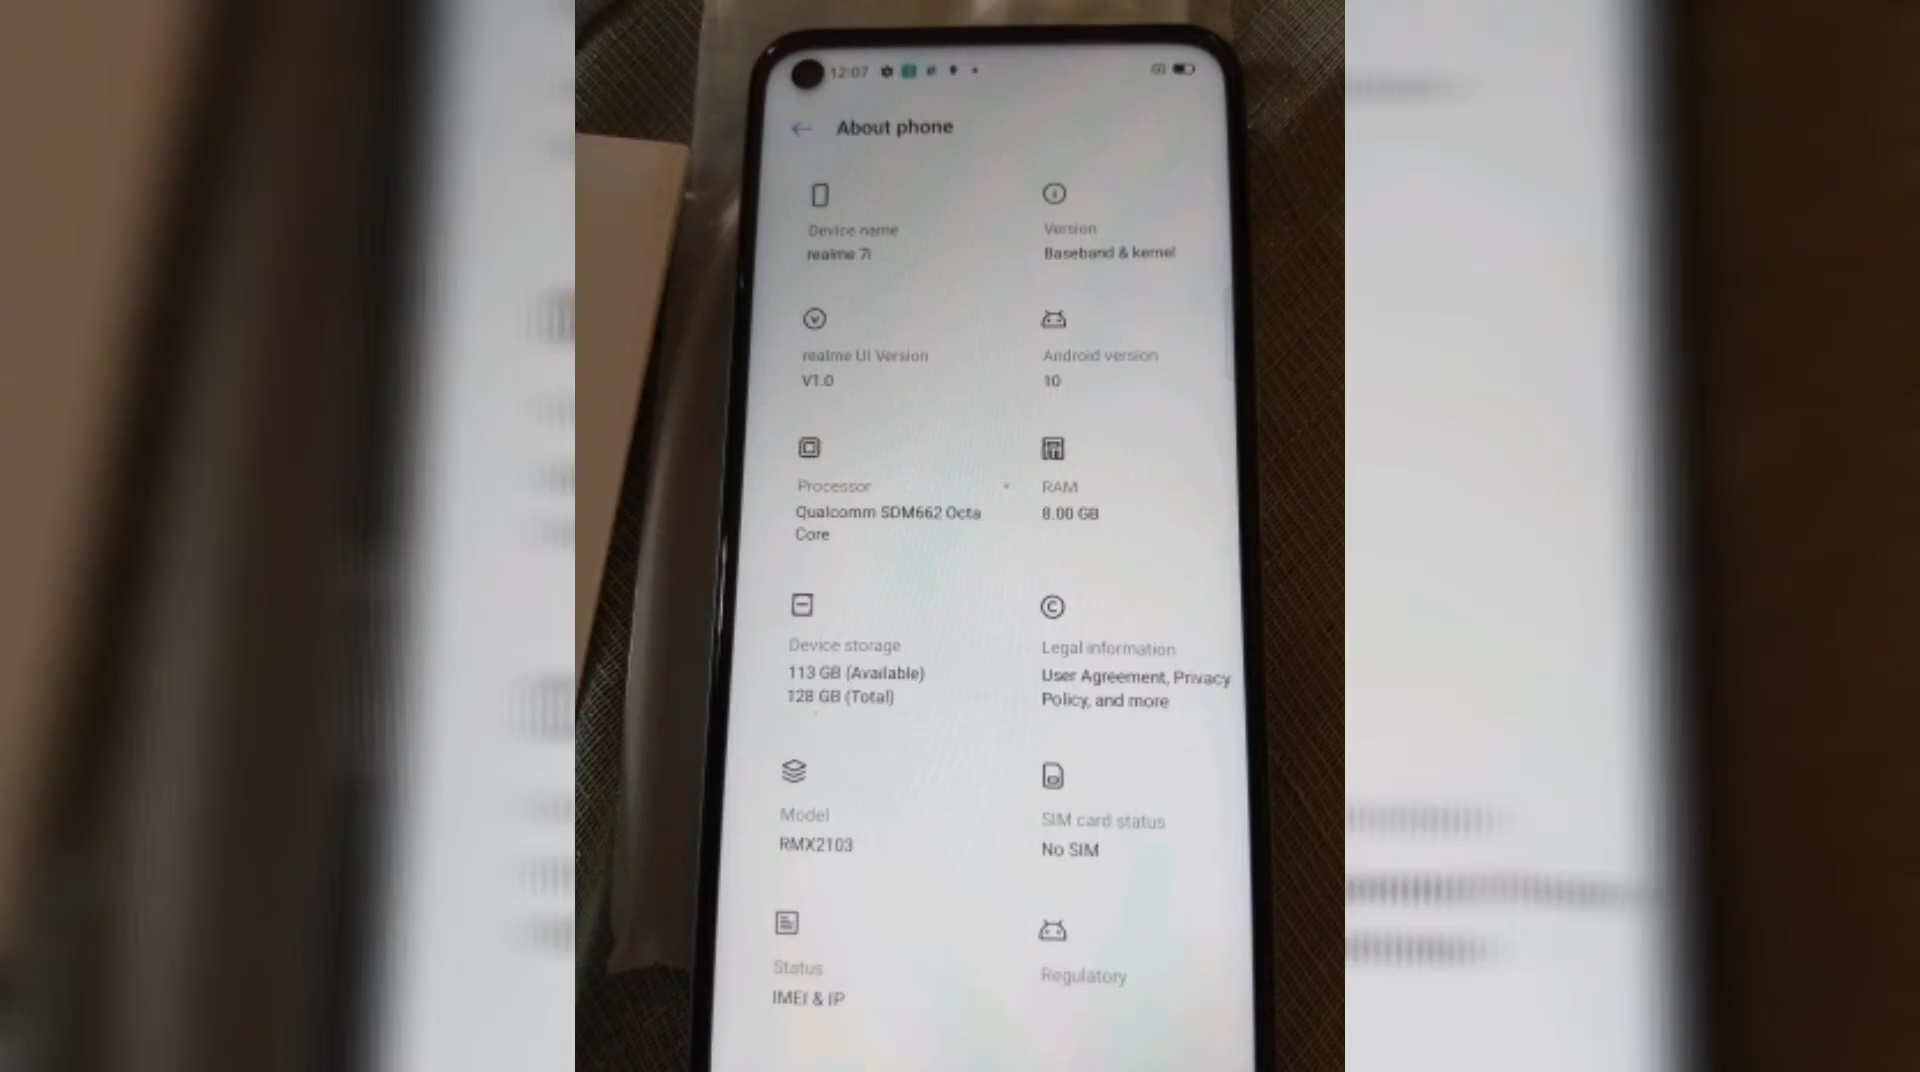 12:07
About phone
Device name
realme 7i
Version
Baseband & kernel
realme UI Version
V1.0
Android version
10
Processor
Qualcomm SDM662 Octa
Core
RAM
8.00 GB
Device storage
113 GB (Available)
128 GB (Total)
Legal information
User Agreement, Privacy
Policy, and more
Model
RMX2103
SIM card status
No SIM
Status
IMEI & IP
Regulatory